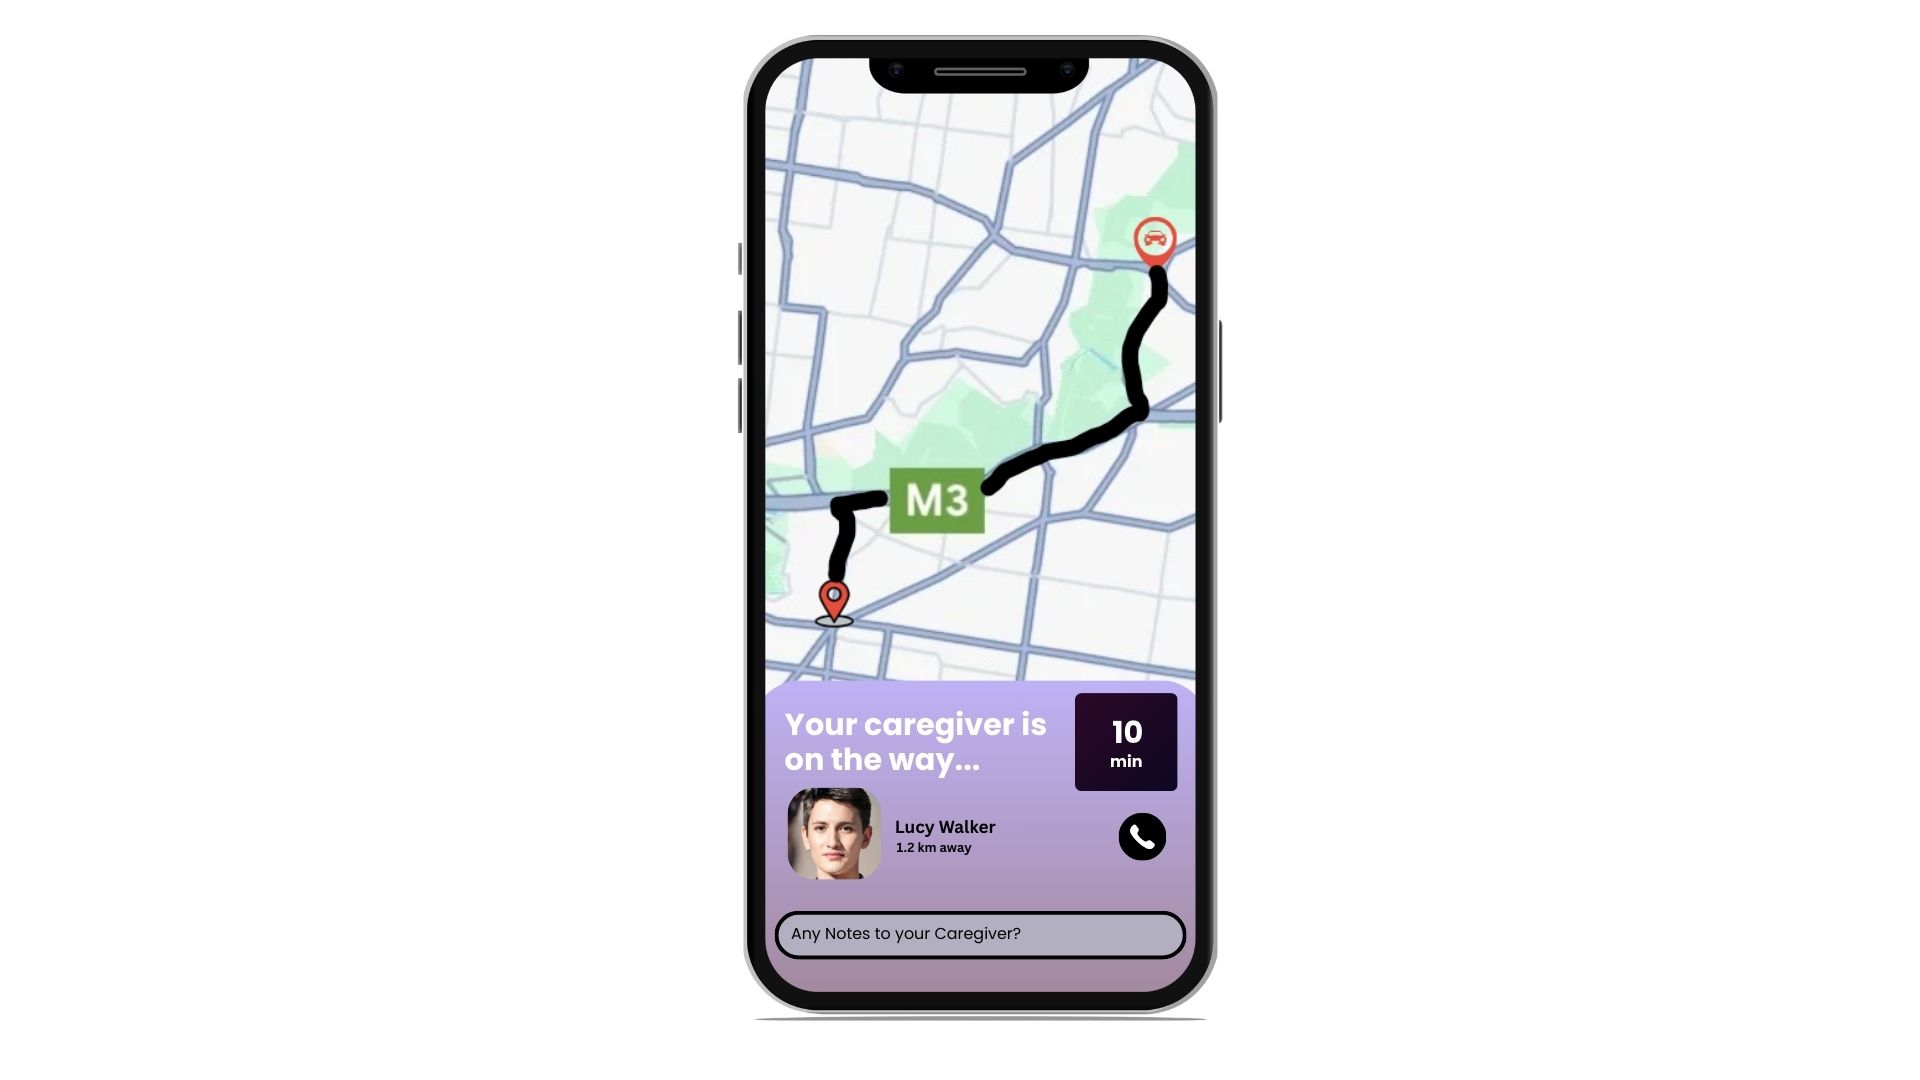 M3
Your caregiver is
on the way...
10
min
Lucy Walker
1.2 km away
Any Notes to your Caregiver?